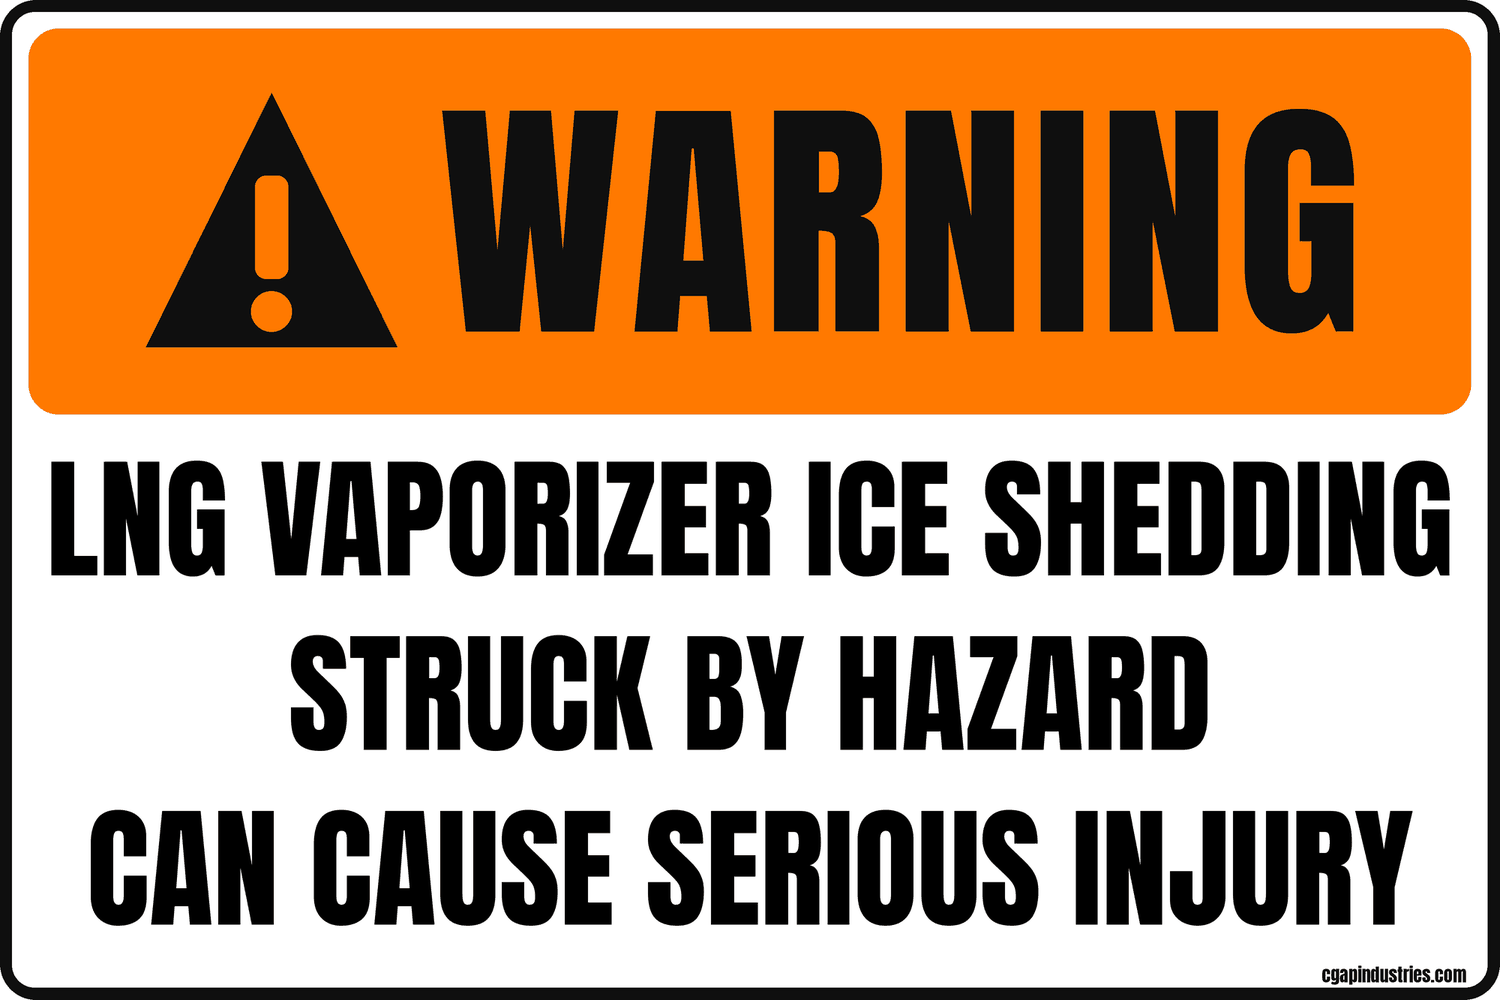 WARNING
LNG VAPORIZER ICE SHEDDING
STRUCK BY HAZARD
CAN CAUSE SERIOUS INJURY
cgapindustries.com